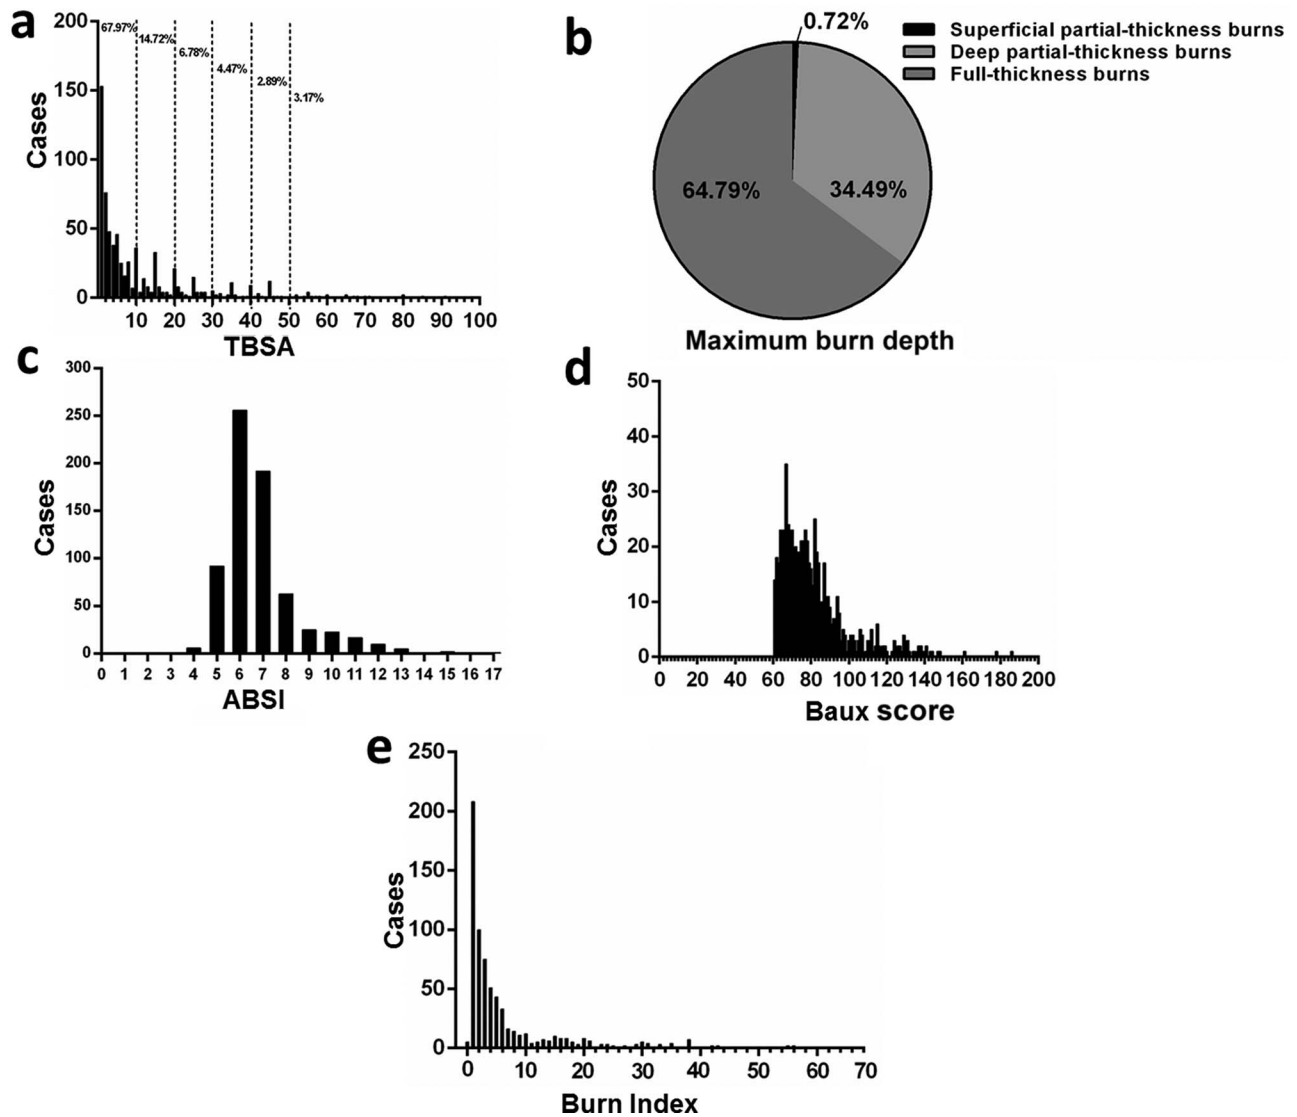 a
200
150
100
50
0
Cases
67.97%
14.72%
6.78%
4.47%
2.89%
3.17%
10 20 30 40 50 60 70 80 90 100
TBSA
b
0.72%
64.79%
34.49%
Superficial partial-thickness burns
Deep partial-thickness burns
Full-thickness burns
Maximum burn depth
c
300
250
200
150
100
50
0
Cases
0 1 2 3 4 5 6 7 8 9 10 11 12 13 14 15 16 17
ABSI
d
50
40
30
20
10
0
Cases
0 20 40 60 80 100 120 140 160 180 200
Baux score
e
250
200
150
100
50
0
Cases
0 10 20 30 40 50 60 70
Burn Index